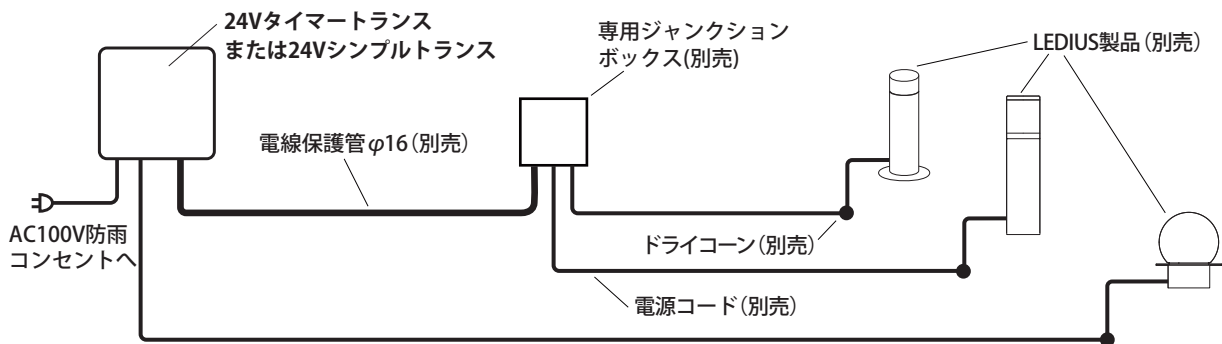 24Vタイマートランス
または24Vシンプルトランス
専用ジャンクション
ボックス(別売)
LEDIUS製品（別売）
電線保護管φ16（別売）
AC100V防雨
コンセントへ
ドライコーン（別売）
電源コード（別売）